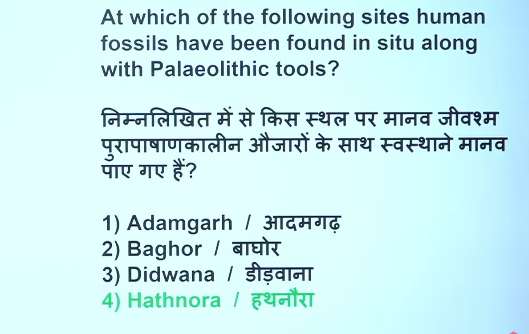 At which of the following sites human
fossils have been found in situ along
with Palaeolithic tools?
निम्नलिखित में से किस स्थल पर मानव जीवश्म
पुरापाषाणकालीन औजारों के साथ स्वस्थाने मानव
पाए गए हैं?
1) Adamgarh / आदमगढ़
2) Baghor / बाघोर
3) Didwana / डीड़वाना
4) Hathnora / हथनौरा